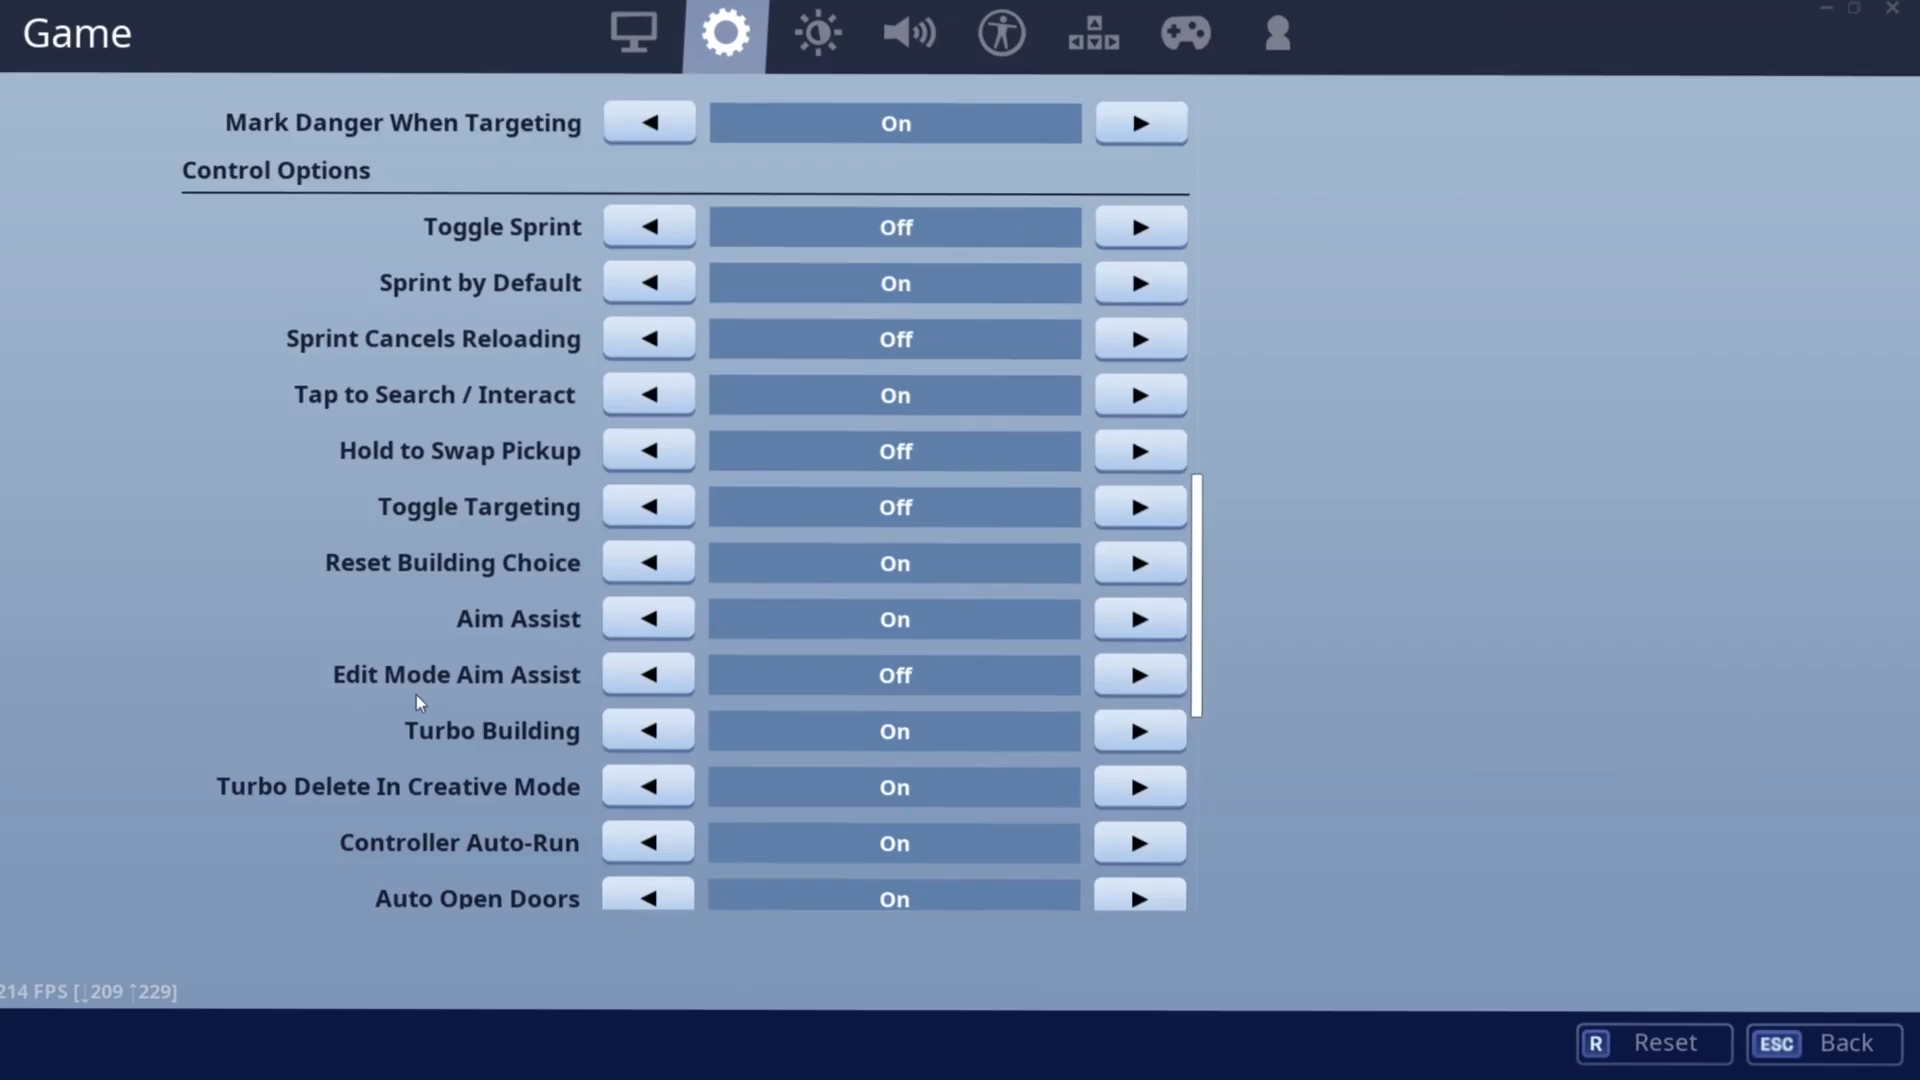 Game
Mark Danger When Targeting On
Control Options
Toggle Sprint Off
Sprint by Default On
Sprint Cancels Reloading Off
Tap to Search / Interact On
Hold to Swap Pickup Off
Toggle Targeting Off
Reset Building Choice On
Aim Assist On
Edit Mode Aim Assist Off
Turbo Building On
Turbo Delete In Creative Mode On
Controller Auto-Run On
Auto Open Doors On
214 FPS [↓209 ↑229]
R Reset ESC Back